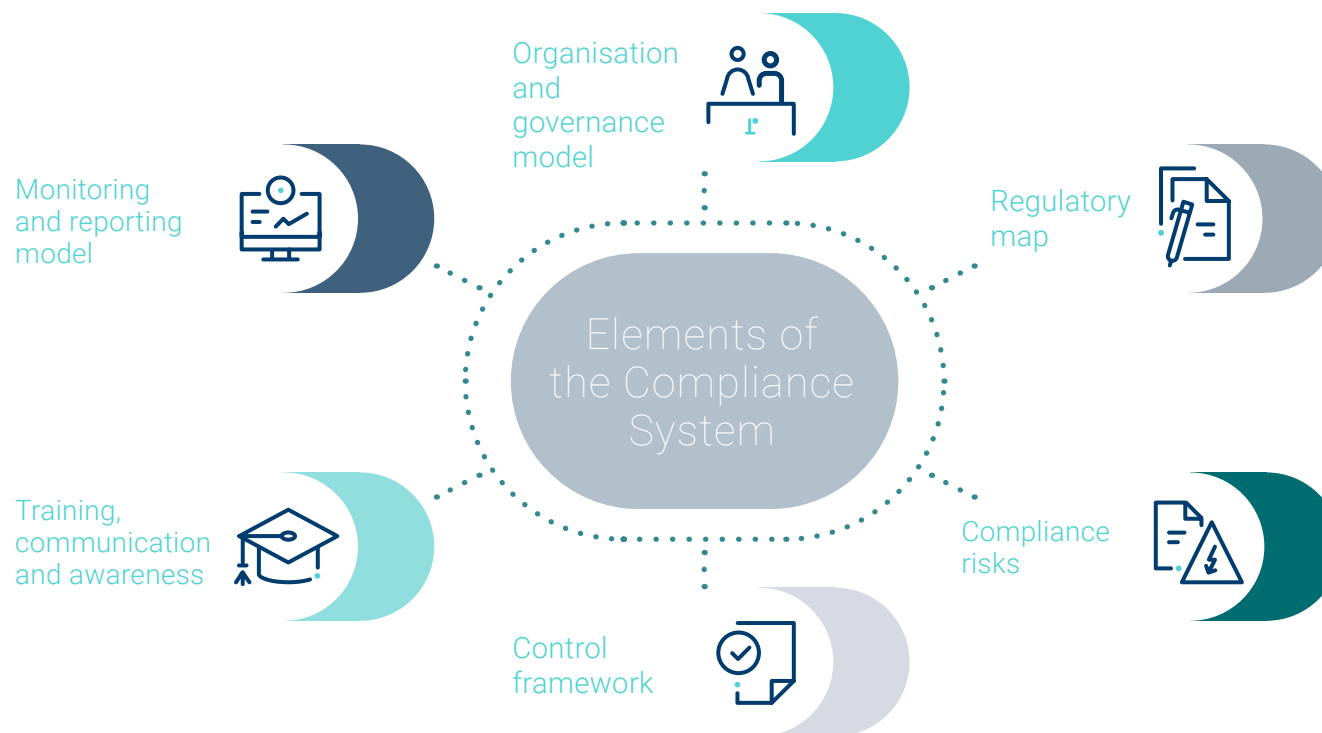 Organisation
and
governance
model
Regulatory
map
Compliance
risks
Control
framework
Training,
communication
and awareness
Monitoring
and reporting
model
Elements of
the Compliance
System